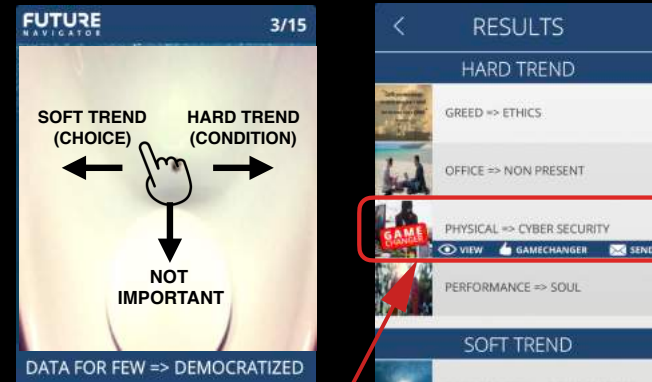 FUTURE
NAVIGATOR
3/15
SOFT TREND
(CHOICE)
HARD TREND
(CONDITION)
NOT
IMPORTANT
DATA FOR FEW => DEMOCRATIZED
< RESULTS
HARD TREND
GREED => ETHICS
OFFICE => NON PRESENT
GAME
CHANGER
PHYSICAL => CYBER SECURITY
VIEW GAMECHANGER SEND
PERFORMANCE => SOUL
SOFT TREND